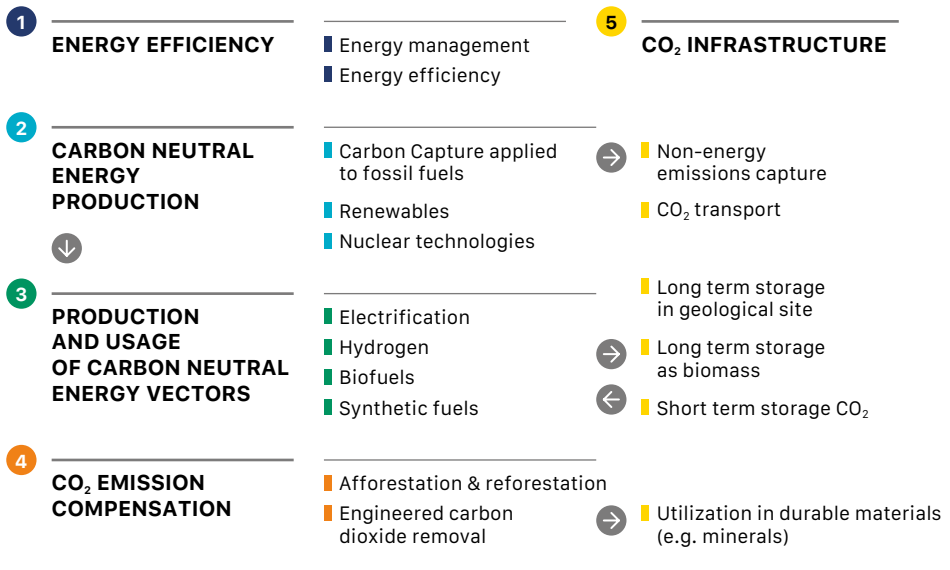 1
ENERGY EFFICIENCY
Energy management
Energy efficiency
2
CARBON NEUTRAL
ENERGY
PRODUCTION
Carbon Capture applied
to fossil fuels
Renewables
Nuclear technologies
3
PRODUCTION
AND USAGE
OF CARBON NEUTRAL
ENERGY VECTORS
Electrification
Hydrogen
Biofuels
Synthetic fuels
4
CO₂ EMISSION
COMPENSATION
Afforestation & reforestation
Engineered carbon
dioxide removal
5
CO₂ INFRASTRUCTURE
Non-energy
emissions capture
CO₂ transport
Long term storage
in geological site
Long term storage
as biomass
Short term storage CO₂
Utilization in durable materials
(e.g. minerals)